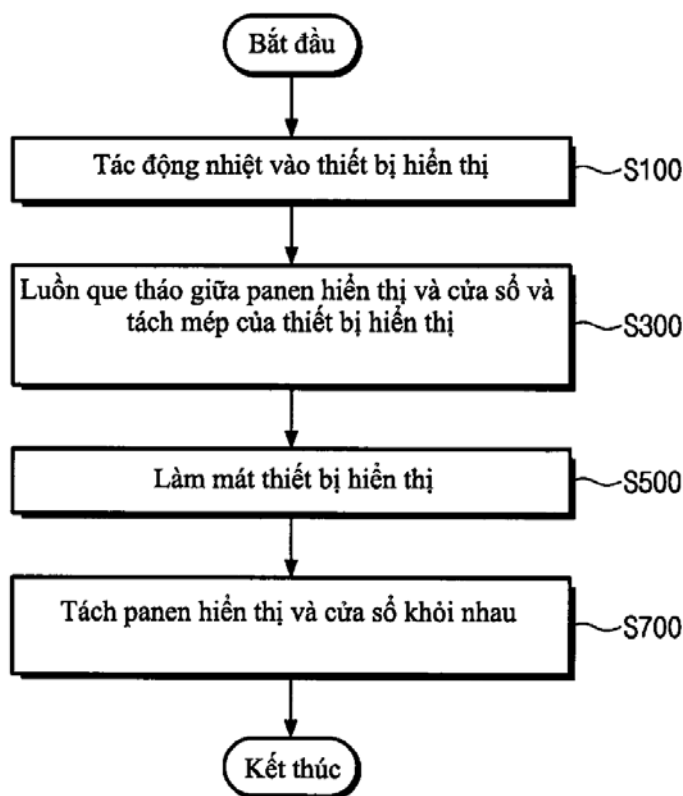 Bắt đầu
Tác động nhiệt vào thiết bị hiển thị
S100
Luồn que tháo giữa panen hiển thị và cửa sổ và
tách mép của thiết bị hiển thị
S300
Làm mát thiết bị hiển thị
S500
Tách panen hiển thị và cửa sổ khỏi nhau
S700
Kết thúc